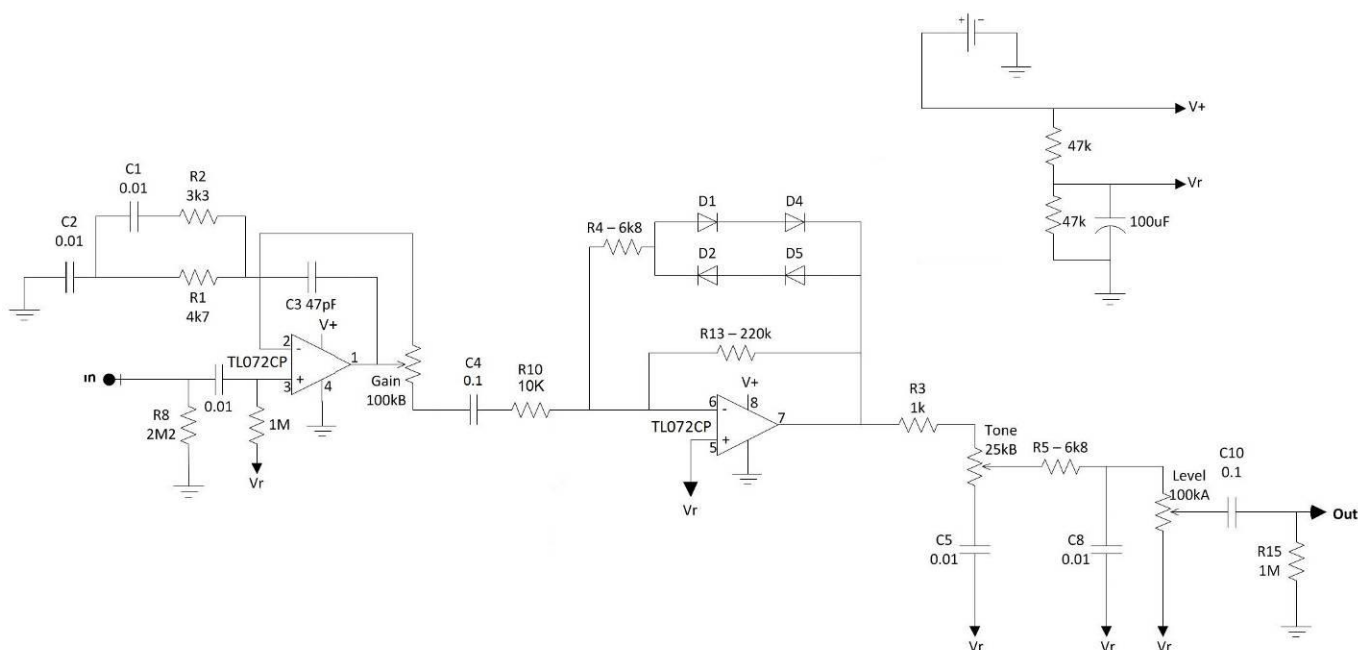 + −
V+
47k
Vr
47k
100uF
C1
0.01
R2
3k3
C2
0.01
R1
4k7
C3 47pF
V+
2
-
TL072CP
1
+
3
4
In
0.01
R8
2M2
1M
Vr
Gain
100kB
C4
0.1
R10
10K
R4 – 6k8
D1
D4
D2
D5
R13 – 220k
V+
6
-
8
TL072CP
7
+
5
Vr
R3
1k
Tone
25kB
R5 – 6k8
Level
100kA
C10
0.1
Out
C5
0.01
C8
0.01
R15
1M
Vr
Vr
Vr